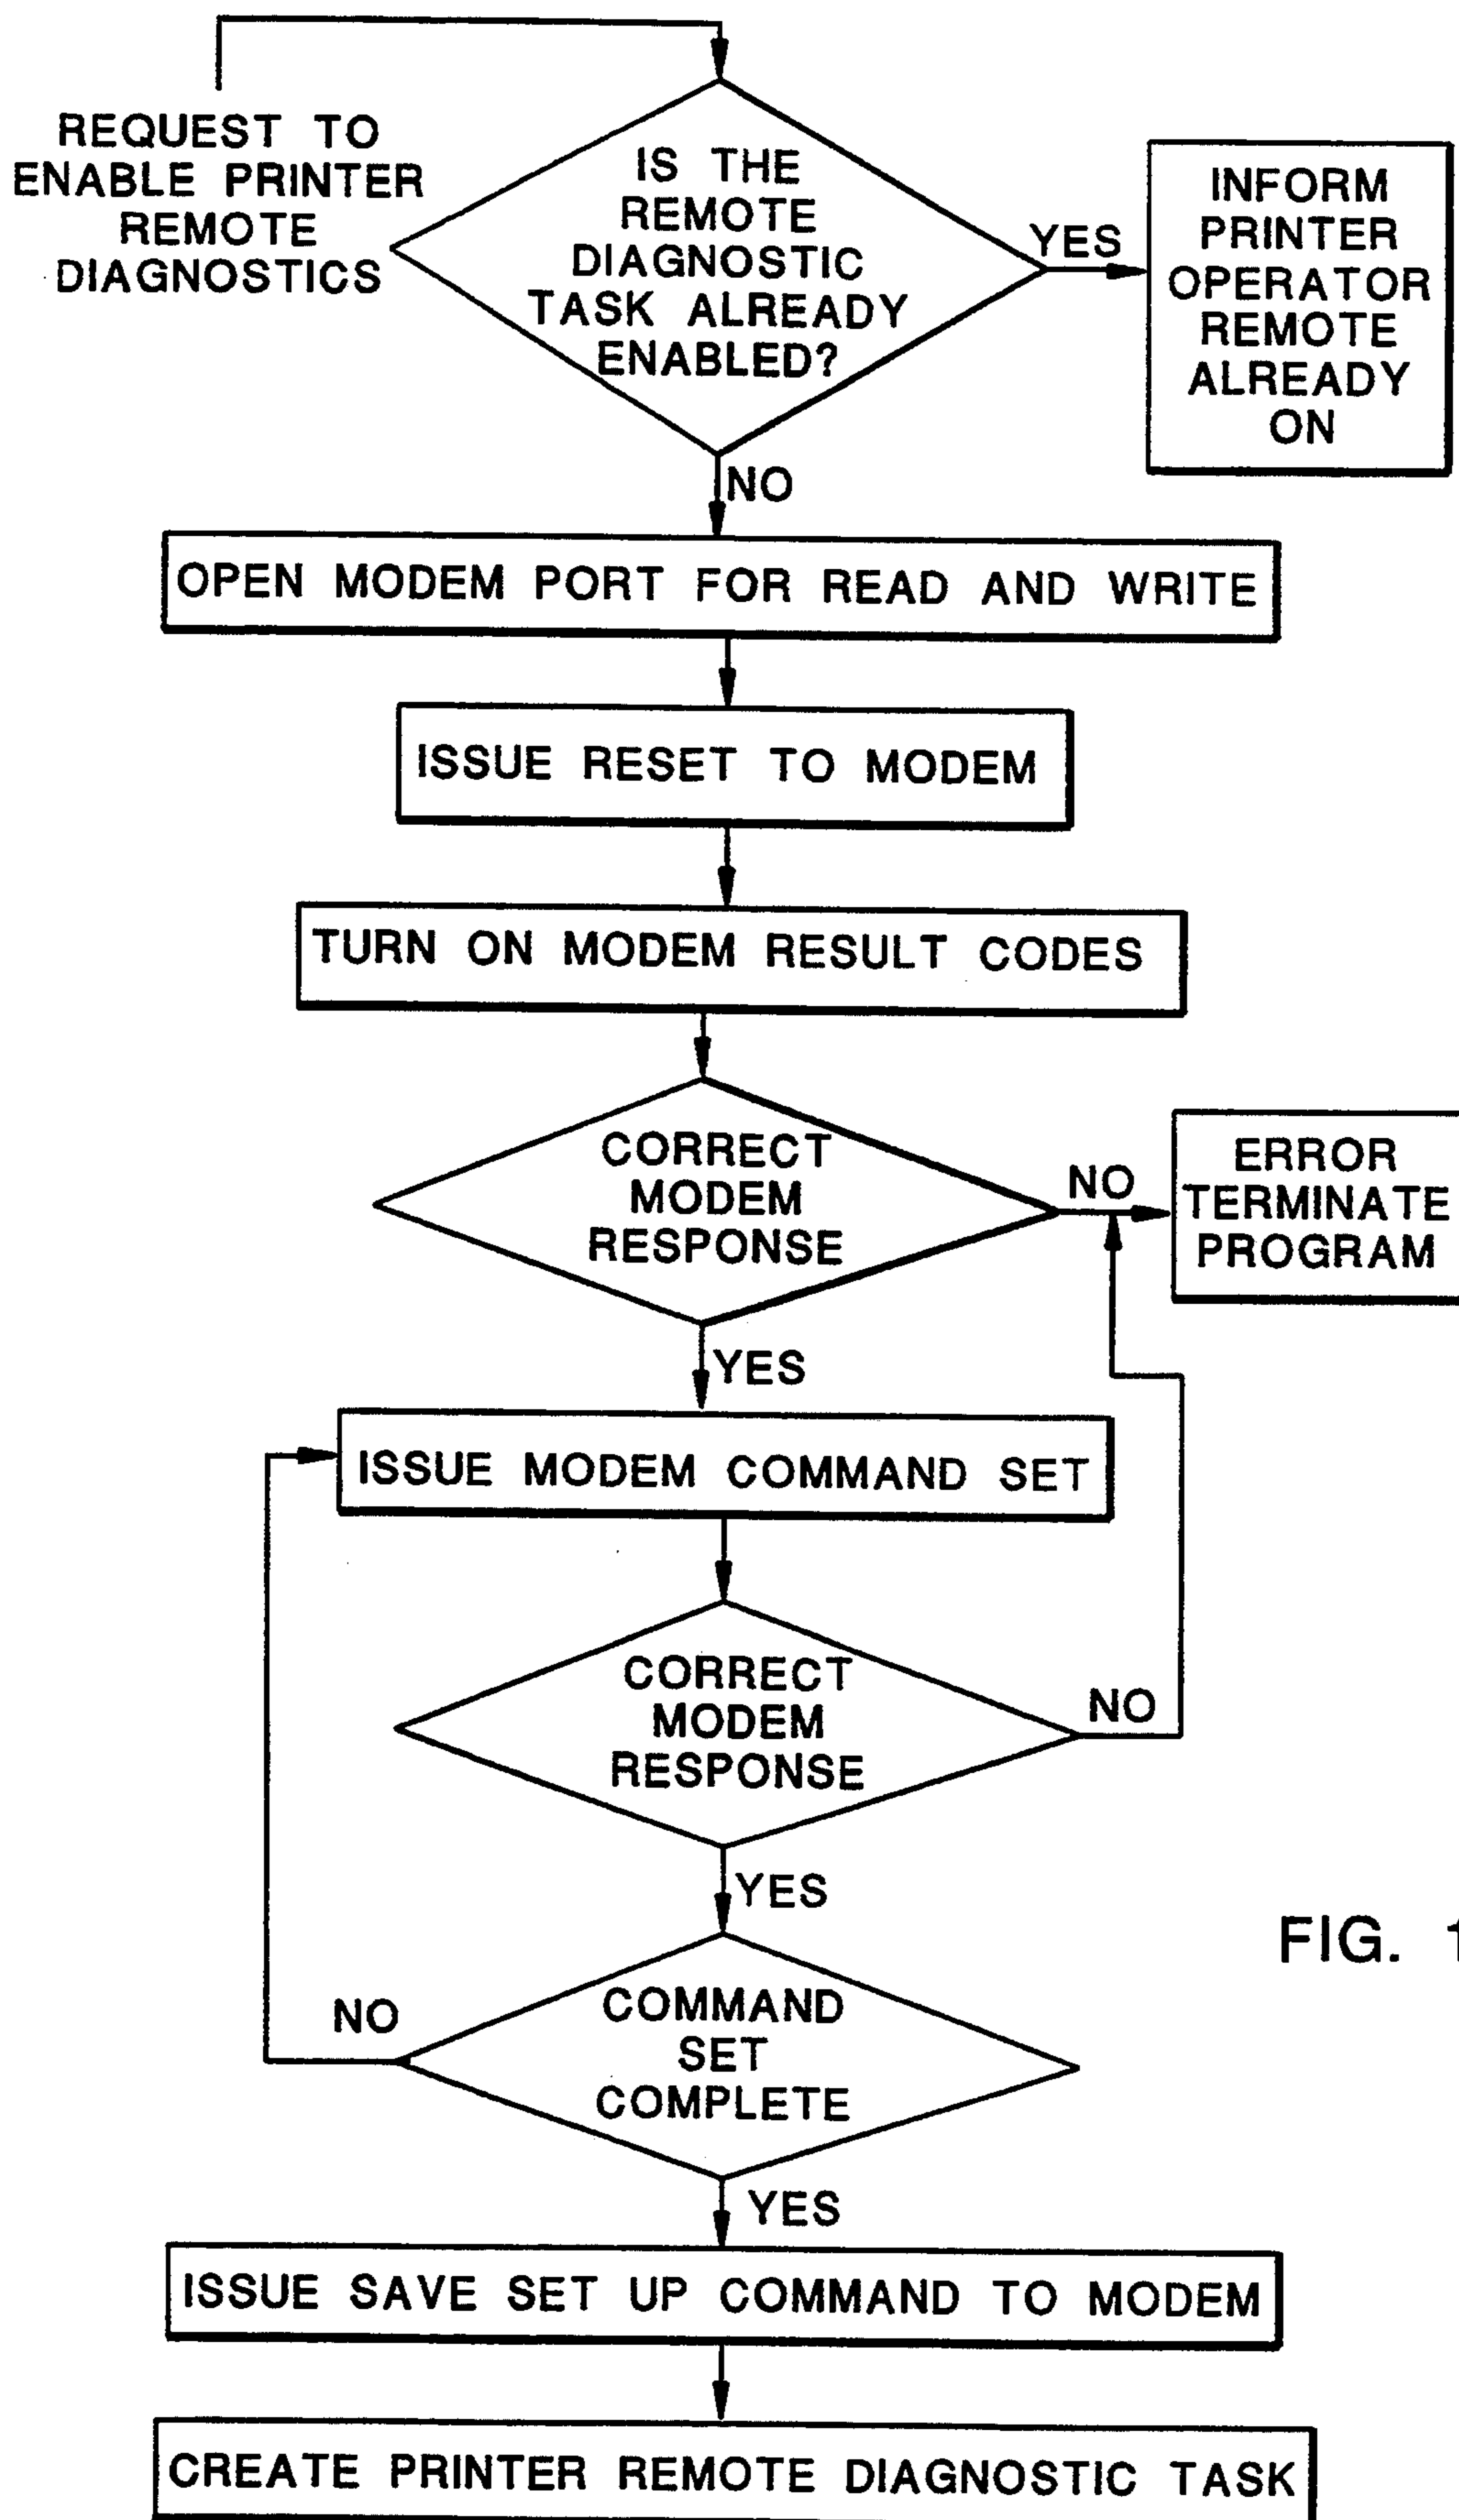 REQUEST TO
ENABLE PRINTER
REMOTE
DIAGNOSTICS
IS THE
REMOTE
DIAGNOSTIC
TASK ALREADY
ENABLED?
YES
INFORM
PRINTER
OPERATOR
REMOTE
ALREADY
ON
NO
OPEN MODEM PORT FOR READ AND WRITE
ISSUE RESET TO MODEM
TURN ON MODEM RESULT CODES
CORRECT
MODEM
RESPONSE
NO
ERROR
TERMINATE
PROGRAM
YES
ISSUE MODEM COMMAND SET
CORRECT
MODEM
RESPONSE
NO
YES
COMMAND
SET
COMPLETE
NO
YES
ISSUE SAVE SET UP COMMAND TO MODEM
CREATE PRINTER REMOTE DIAGNOSTIC TASK
FIG.